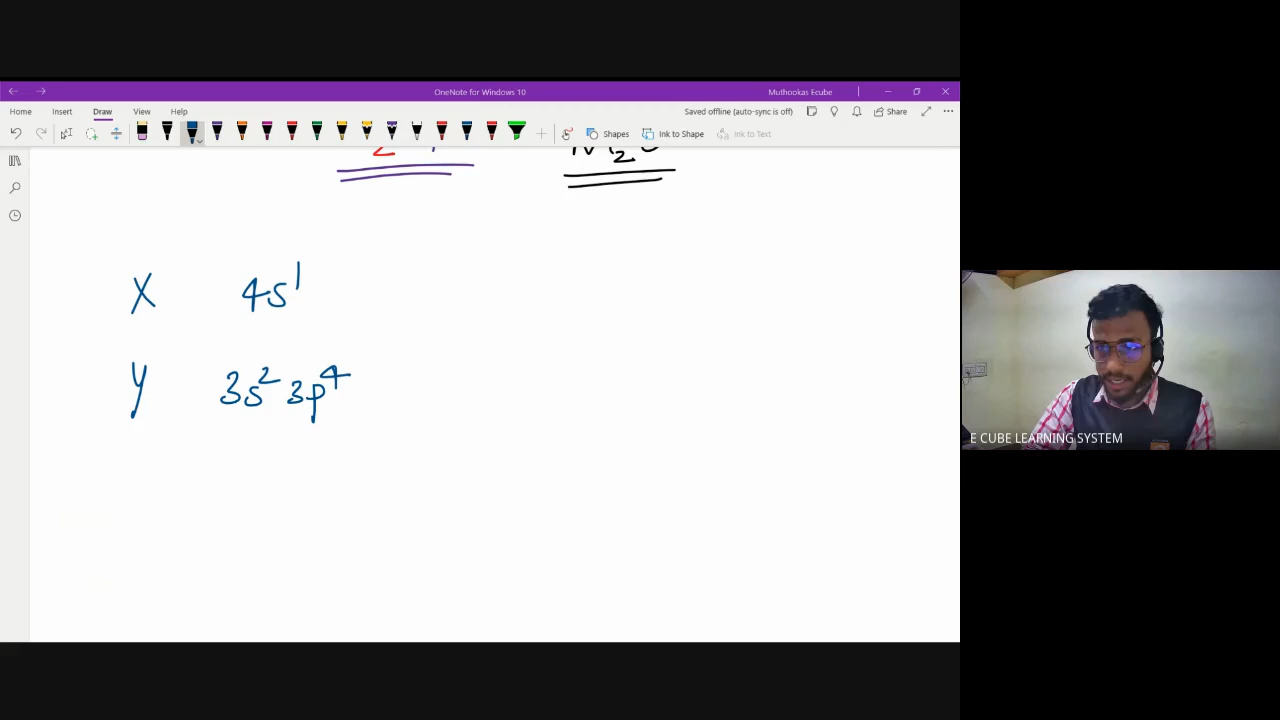 OneNote for Windows 10
Muthookas Ecube
Home Insert Draw View Help
Saved offline (auto-sync is off)
Share
Shapes
Ink to Shape
Ink to Text
X 4s¹
Y 3s² 3p⁴
E CUBE LEARNING SYSTEM